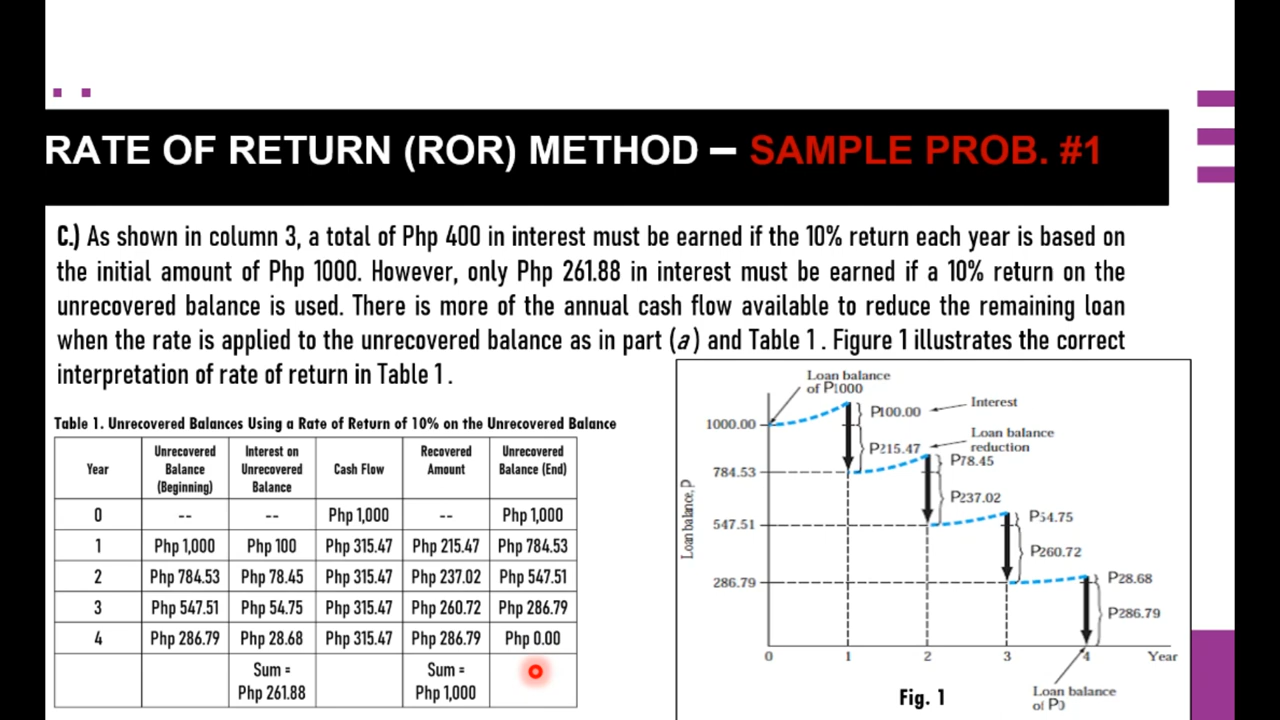 RATE OF RETURN (ROR) METHOD – SAMPLE PROB. #1
C.) As shown in column 3, a total of Php 400 in interest must be earned if the 10% return each year is based on
the initial amount of Php 1000. However, only Php 261.88 in interest must be earned if a 10% return on the
unrecovered balance is used. There is more of the annual cash flow available to reduce the remaining loan
when the rate is applied to the unrecovered balance as in part (a) and Table 1. Figure 1 illustrates the correct
interpretation of rate of return in Table 1.
Table 1. Unrecovered Balances Using a Rate of Return of 10% on the Unrecovered Balance
Year
Unrecovered
Balance
(Beginning)
Interest on
Unrecovered
Balance
Cash Flow
Recovered
Amount
Unrecovered
Balance (End)
0 -- -- Php 1,000 -- Php 1,000
1 Php 1,000 Php 100 Php 315.47 Php 215.47 Php 784.53
2 Php 784.53 Php 78.45 Php 315.47 Php 237.02 Php 547.51
3 Php 547.51 Php 54.75 Php 315.47 Php 260.72 Php 286.79
4 Php 286.79 Php 28.68 Php 315.47 Php 286.79 Php 0.00
Sum = Sum =
Php 261.88 Php 1,000
Loan balance
of P1000
P100.00
Interest
1000.00
P215.47
Loan balance
reduction
P78.45
784.53
P237.02
P54.75
547.51
P260.72
P28.68
286.79
P286.79
Loan balance, P
0 1 2 3 4 Year
Loan balance
of P0
Fig. 1